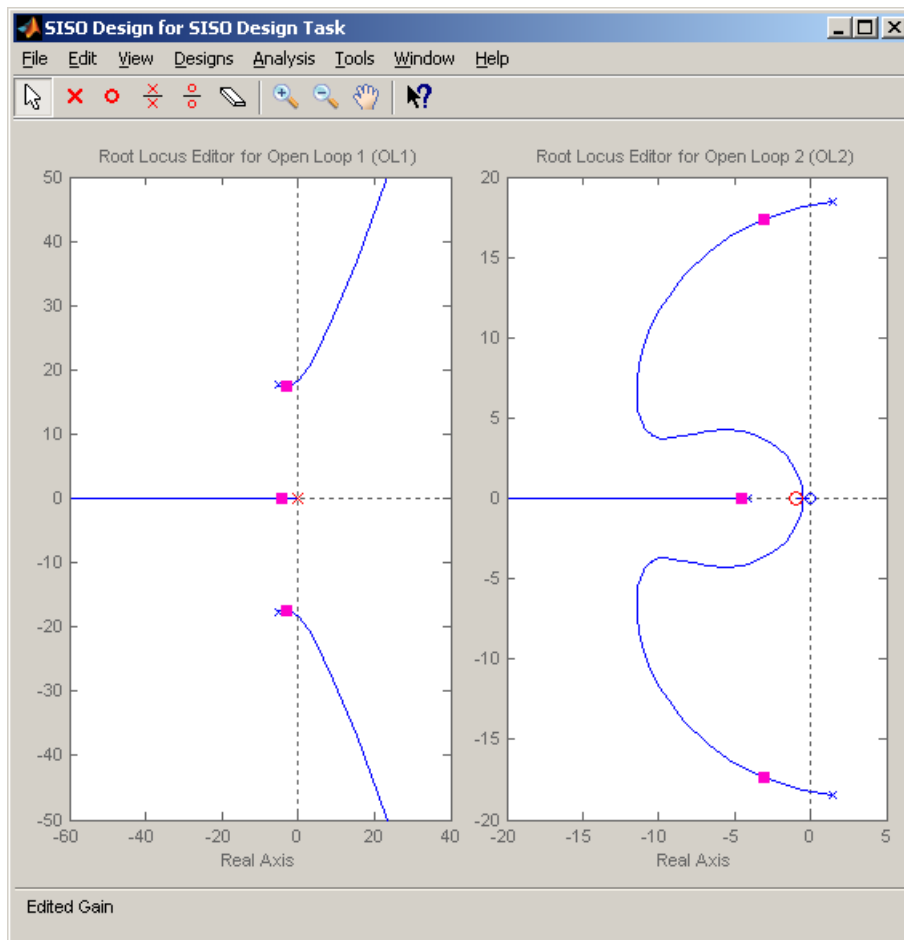 SISO Design for SISO Design Task
File Edit View Designs Analysis Tools Window Help
Root Locus Editor for Open Loop 1 (OL1)
50
40
30
20
10
0
-10
-20
-30
-40
-50
-60 -40 -20 0 20 40
Real Axis
Root Locus Editor for Open Loop 2 (OL2)
20
15
10
5
0
-5
-10
-15
-20
-20 -15 -10 -5 0 5
Real Axis
Edited Gain